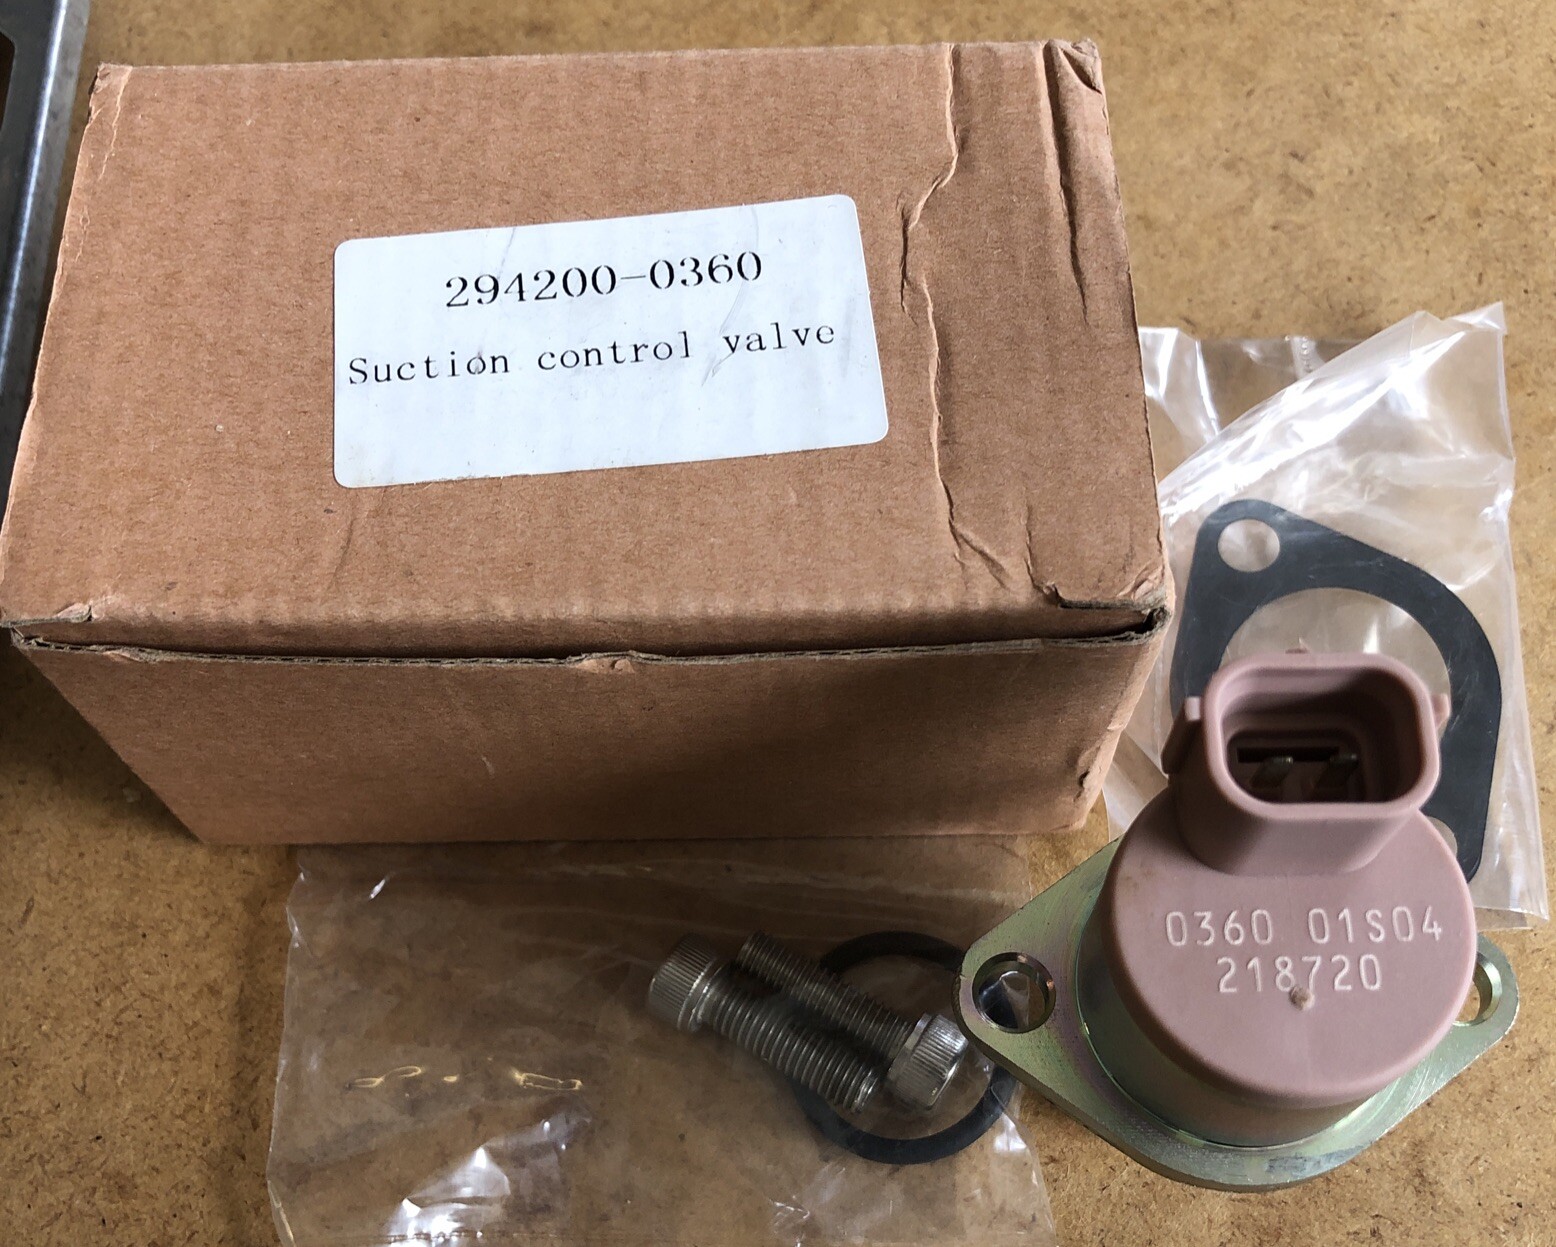 294200-0360
Suction control valve
0360 01S04
218720